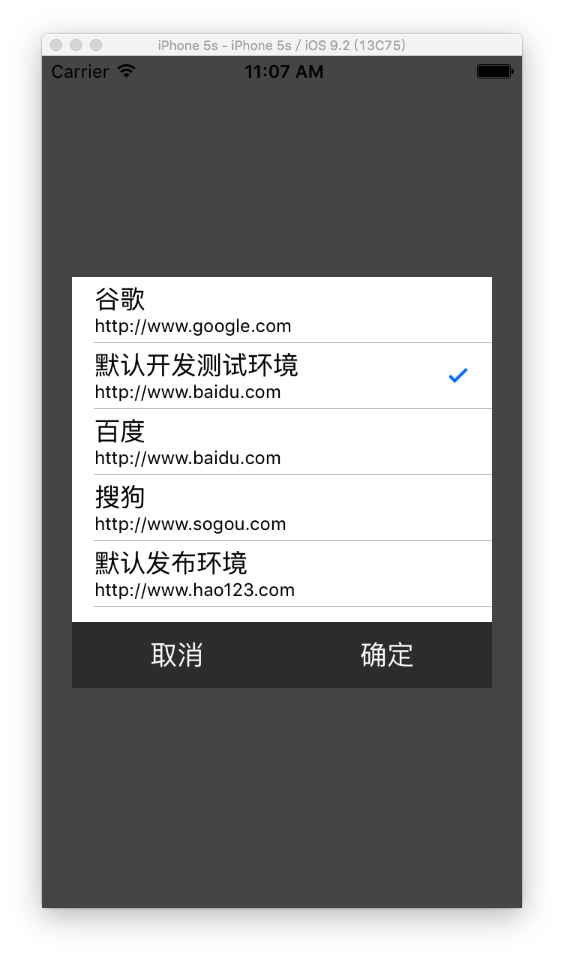 iPhone 5s - iPhone 5s / iOS 9.2 (13C75)
Carrier 11:07 AM
谷歌
http://www.google.com
默认开发测试环境
http://www.baidu.com
百度
http://www.baidu.com
搜狗
http://www.sogou.com
默认发布环境
http://www.hao123.com
取消 确定